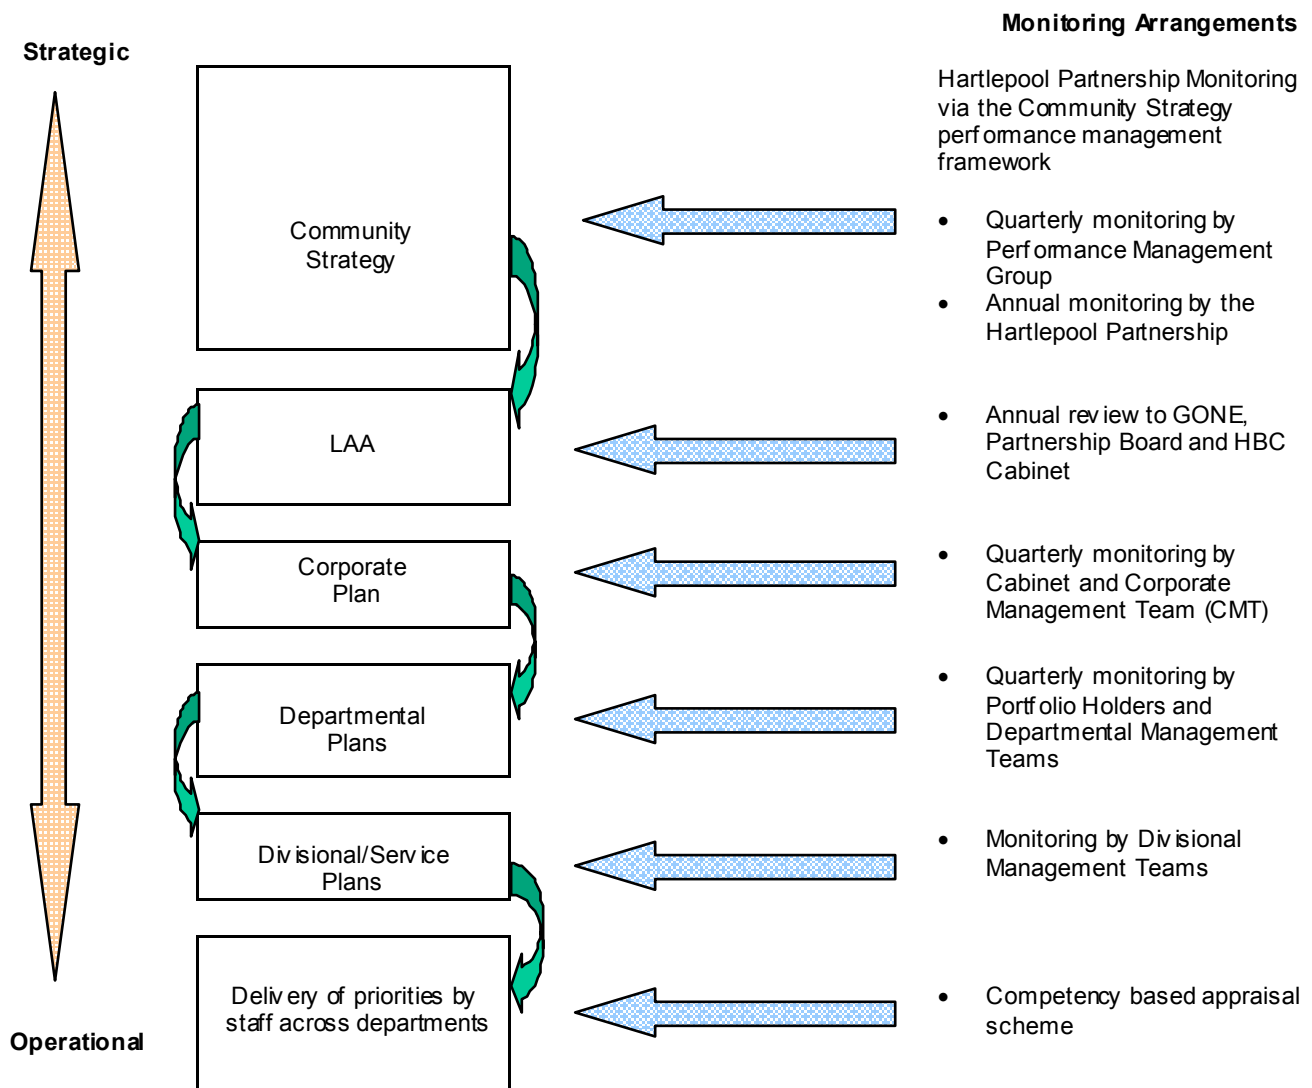 Monitoring Arrangements
Strategic
Hartlepool Partnership Monitoring
via the Community Strategy
performance management
framework
Community
Strategy
• Quarterly monitoring by
Performance Management
Group
• Annual monitoring by the
Hartlepool Partnership
LAA
• Annual review to GONE,
Partnership Board and HBC
Cabinet
Corporate
Plan
• Quarterly monitoring by
Cabinet and Corporate
Management Team (CMT)
Departmental
Plans
• Quarterly monitoring by
Portfolio Holders and
Departmental Management
Teams
Divisional/Service
Plans
• Monitoring by Divisional
Management Teams
Delivery of priorities by
staff across departments
• Competency based appraisal
scheme
Operational